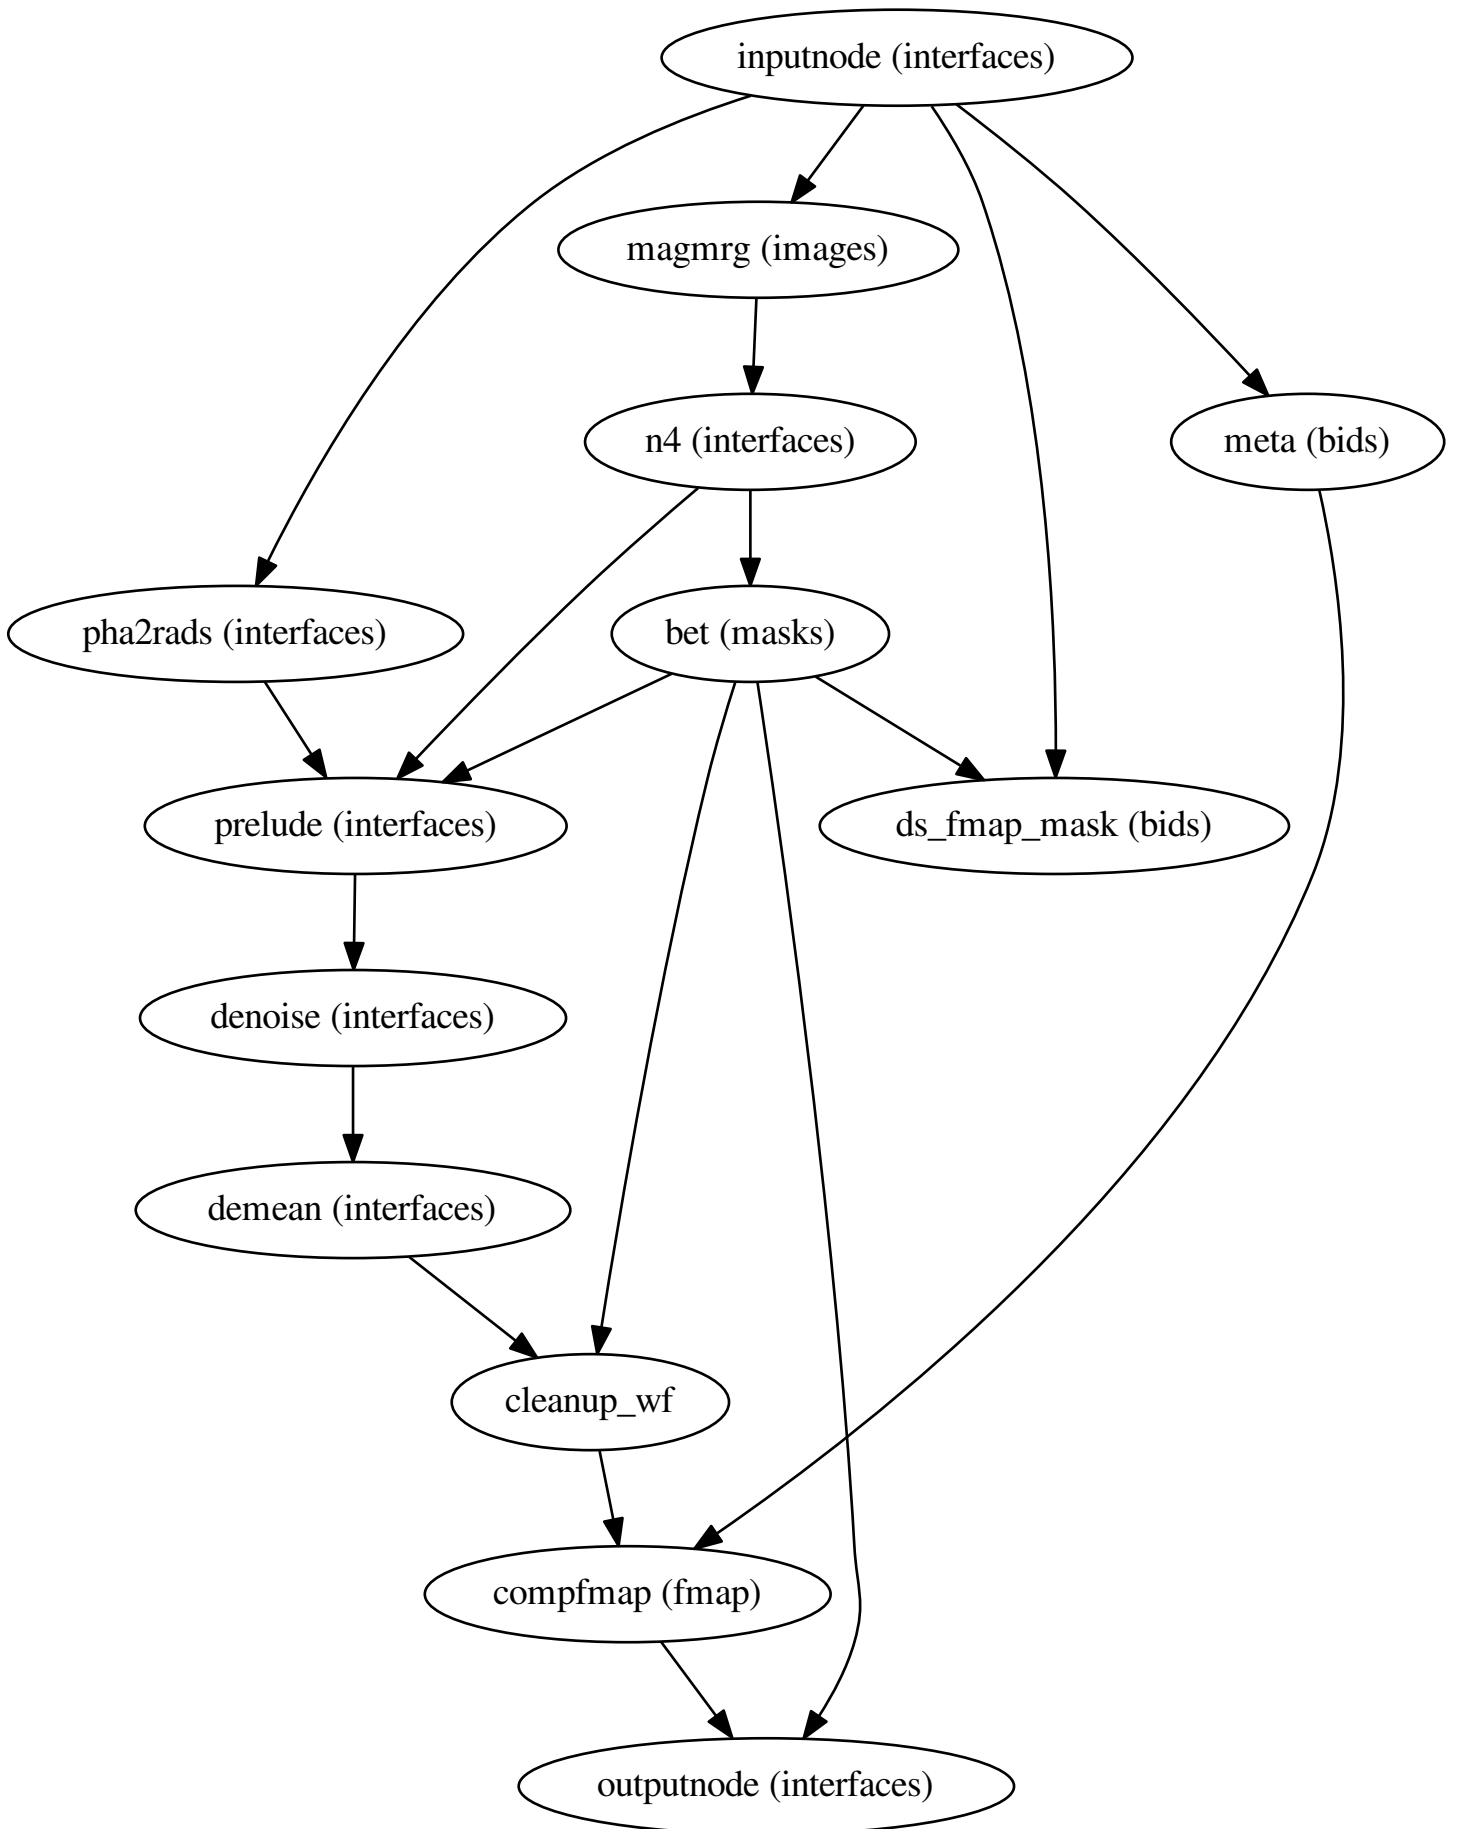 inputnode (interfaces)
magmrg (images)
n4 (interfaces)
meta (bids)
pha2rads (interfaces)
bet (masks)
prelude (interfaces)
ds_fmap_mask (bids)
denoise (interfaces)
demean (interfaces)
cleanup_wf
compfmap (fmap)
outputnode (interfaces)